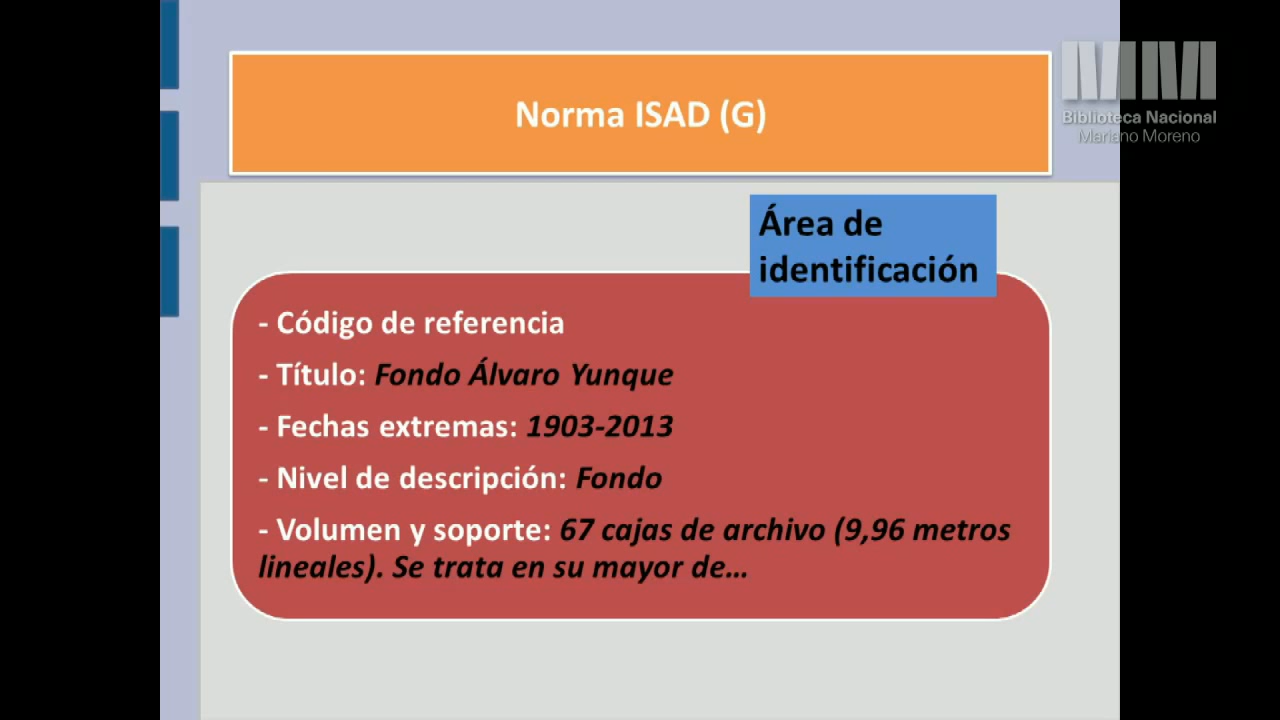 Norma ISAD (G)
Biblioteca Nacional
Mariano Moreno
Área de
identificación
- Código de referencia
- Título: Fondo Álvaro Yunque
- Fechas extremas: 1903-2013
- Nivel de descripción: Fondo
- Volumen y soporte: 67 cajas de archivo (9,96 metros
lineales). Se trata en su mayor de...